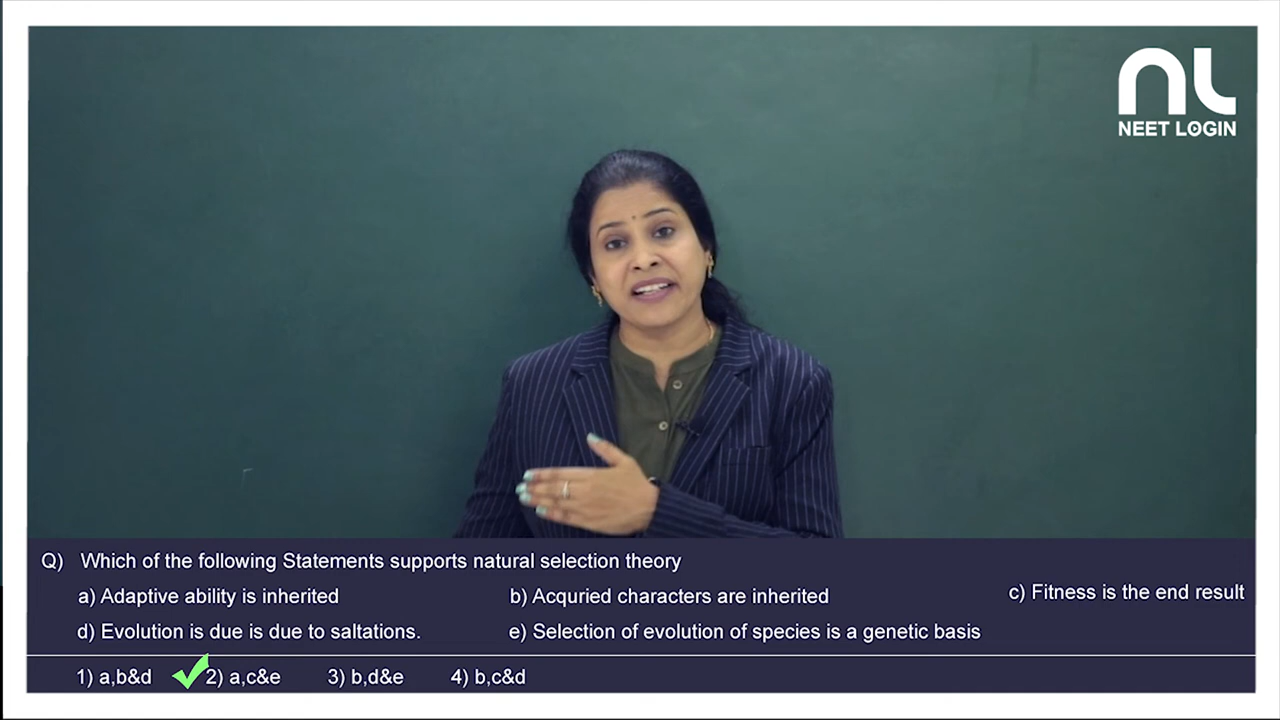 NEET LOGIN
Q) Which of the following Statements supports natural selection theory
a) Adaptive ability is inherited b) Acquried characters are inherited c) Fitness is the end result
d) Evolution is due is due to saltations. e) Selection of evolution of species is a genetic basis
1) a,b&d 2) a,c&e 3) b,d&e 4) b,c&d